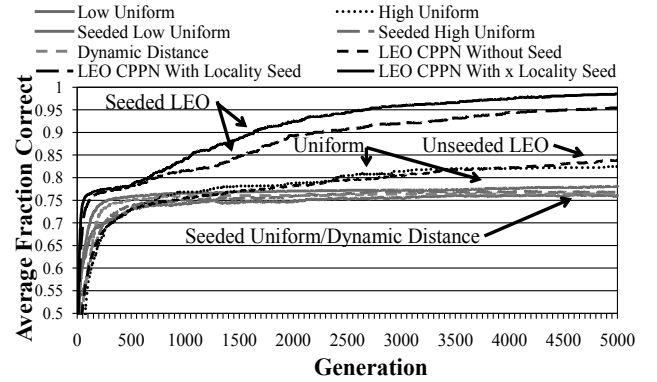 Low Uniform
High Uniform
Seeded Low Uniform
Seeded High Uniform
Dynamic Distance
LEO CPPN Without Seed
LEO CPPN With Locality Seed
LEO CPPN With x Locality Seed
Average Fraction Correct
1
0.95
0.9
0.85
0.8
0.75
0.7
0.65
0.6
0.55
0.5
Seeded LEO
Uniform
Unseeded LEO
Seeded Uniform/Dynamic Distance
0
500
1000
1500
2000
2500
3000
3500
4000
4500
5000
Generation